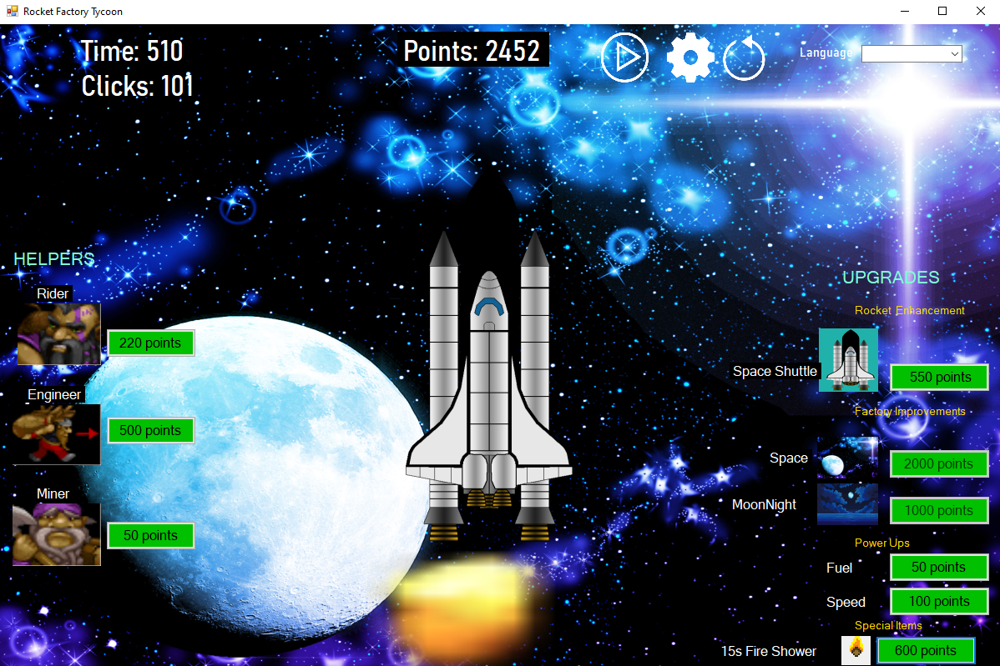 Rocket Factory Tycoon
Time: 510
Points: 2452
Language
Clicks: 101
HELPERS
Rider
220 points
Engineer
500 points
Miner
50 points
UPGRADES
Rocket Enhancement
Space Shuttle
550 points
Factory Improvements
Space
2000 points
MoonNight
1000 points
Power Ups
Fuel
50 points
Speed
100 points
Special Items
15s Fire Shower
600 points